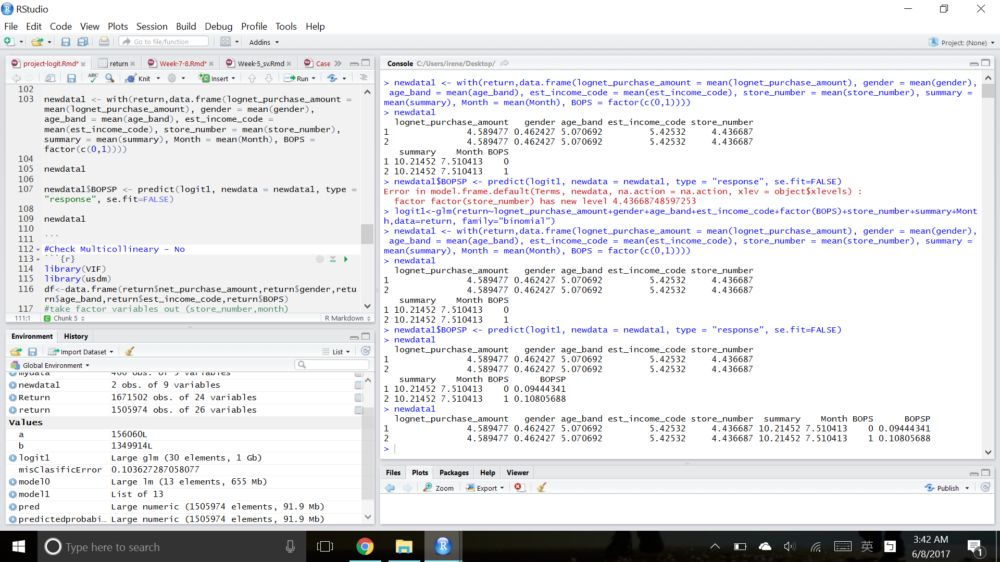 RStudio
File Edit Code View Plots Session Build Debug Profile Tools Help
Go to file/function Addins Project: (None)
project-logit.Rmd* return Week-7-8.Rmd* Week-5_sv.Rmd Case
ABC Knit Insert Run
102
103 newdata1 <- with(return,data.frame(lognet_purchase_amount =
mean(lognet_purchase_amount), gender = mean(gender),
age_band = mean(age_band), est_income_code =
mean(est_income_code), store_number = mean(store_number),
summary = mean(summary), Month = mean(Month), BOPS =
factor(c(0,1))))
104
105 newdata1
106
107 newdata1$BOPSP <- predict(logit1, newdata = newdata1, type =
"response", se.fit=FALSE)
108
109 newdata1
110
111 ```
112 #Check Multicollineary - No
113 ```{r}
114 library(VIF)
115 library(usdm)
116 df<-data.frame(return$net_purchase_amount,return$gender,retu
rn$age_band,return$est_income_code,return$BOPS)
117 #take factor variables out (store_number,month)
111:1 Chunk 5 R Markdown
Environment History
Import Dataset List
Global Environment
mydata 400 obs. of 5 variables
newdata1 2 obs. of 9 variables
Return 1671502 obs. of 24 variables
return 1505974 obs. of 26 variables
Values
a 156060L
b 1349914L
logit1 Large glm (30 elements, 1 Gb)
misClasificError 0.103627287058077
model0 Large lm (13 elements, 655 Mb)
model1 List of 13
pred Large numeric (1505974 elements, 91.9 Mb)
predictedprobabi… Large numeric (1505974 elements, 91.9 Mb)
Console C:/Users/irene/Desktop/
> newdata1 <- with(return,data.frame(lognet_purchase_amount = mean(lognet_purchase_amount), gender = mean(gender),
age_band = mean(age_band), est_income_code = mean(est_income_code), store_number = mean(store_number), summary =
mean(summary), Month = mean(Month), BOPS = factor(c(0,1))))
> newdata1
lognet_purchase_amount gender age_band est_income_code store_number
1 4.589477 0.462427 5.070692 5.42532 4.436687
2 4.589477 0.462427 5.070692 5.42532 4.436687
summary Month BOPS
1 10.21452 7.510413 0
2 10.21452 7.510413 1
> newdata1$BOPSP <- predict(logit1, newdata = newdata1, type = "response", se.fit=FALSE)
Error in model.frame.default(Terms, newdata, na.action = na.action, xlev = object$xlevels) :
factor factor(store_number) has new level 4.43668748597253
> logit1<-glm(return~lognet_purchase_amount+gender+age_band+est_income_code+factor(BOPS)+store_number+summary+Mont
h,data=return, family="binomial")
> newdata1 <- with(return,data.frame(lognet_purchase_amount = mean(lognet_purchase_amount), gender = mean(gender),
age_band = mean(age_band), est_income_code = mean(est_income_code), store_number = mean(store_number), summary =
mean(summary), Month = mean(Month), BOPS = factor(c(0,1))))
> newdata1
lognet_purchase_amount gender age_band est_income_code store_number
1 4.589477 0.462427 5.070692 5.42532 4.436687
2 4.589477 0.462427 5.070692 5.42532 4.436687
summary Month BOPS
1 10.21452 7.510413 0
2 10.21452 7.510413 1
> newdata1$BOPSP <- predict(logit1, newdata = newdata1, type = "response", se.fit=FALSE)
> newdata1
lognet_purchase_amount gender age_band est_income_code store_number
1 4.589477 0.462427 5.070692 5.42532 4.436687
2 4.589477 0.462427 5.070692 5.42532 4.436687
summary Month BOPS BOPSP
1 10.21452 7.510413 0 0.09444341
2 10.21452 7.510413 1 0.10805688
> newdata1
lognet_purchase_amount gender age_band est_income_code store_number summary Month BOPS BOPSP
1 4.589477 0.462427 5.070692 5.42532 4.436687 10.21452 7.510413 0 0.09444341
2 4.589477 0.462427 5.070692 5.42532 4.436687 10.21452 7.510413 1 0.10805688
>
Files Plots Packages Help Viewer
Zoom Export Publish
Type here to search
英 ㄅ
3:42 AM
6/8/2017
1